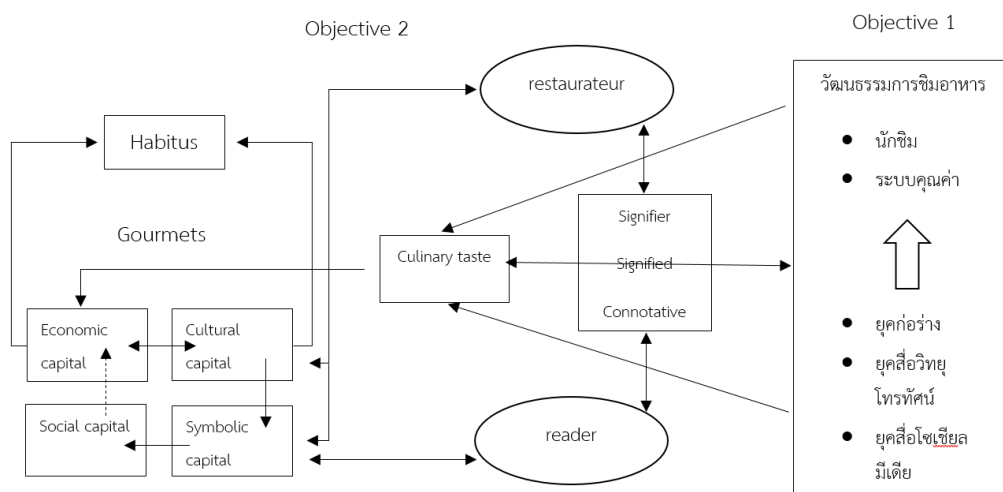 Objective 2
Objective 1
restaurateur
วัฒนธรรมการชิมอาหาร
นักชิม
ระบบคุณค่า
Habitus
Gourmets
Signifier
Signified
Connotative
Culinary taste
Economic
capital
Cultural
capital
Social capital
Symbolic
capital
reader
ยุคก่อร่าง
ยุคสื่อวิทยุ
โทรทัศน์
ยุคสื่อโซเชียล
มีเดีย